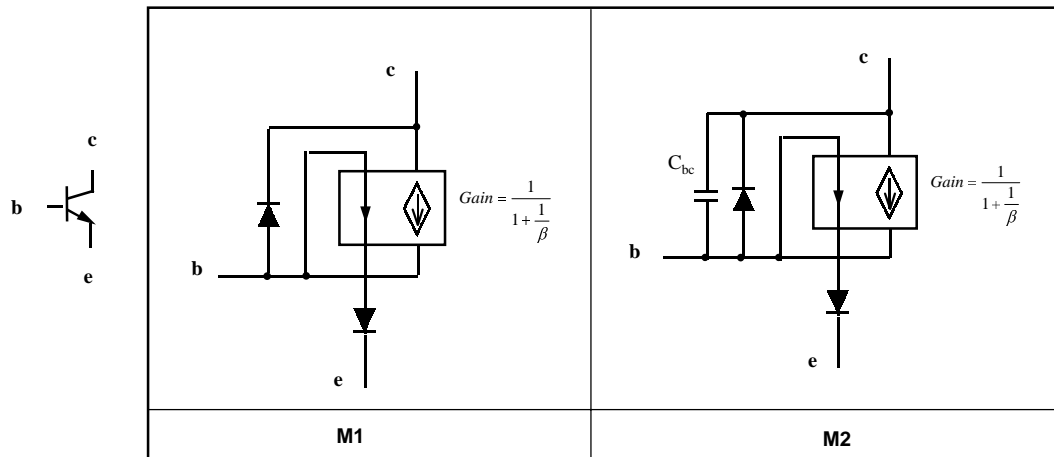 c
b
e
c
Gain = 1 / (1 + 1/β)
b
e
M1
c
C_bc
Gain = 1 / (1 + 1/β)
b
e
M2